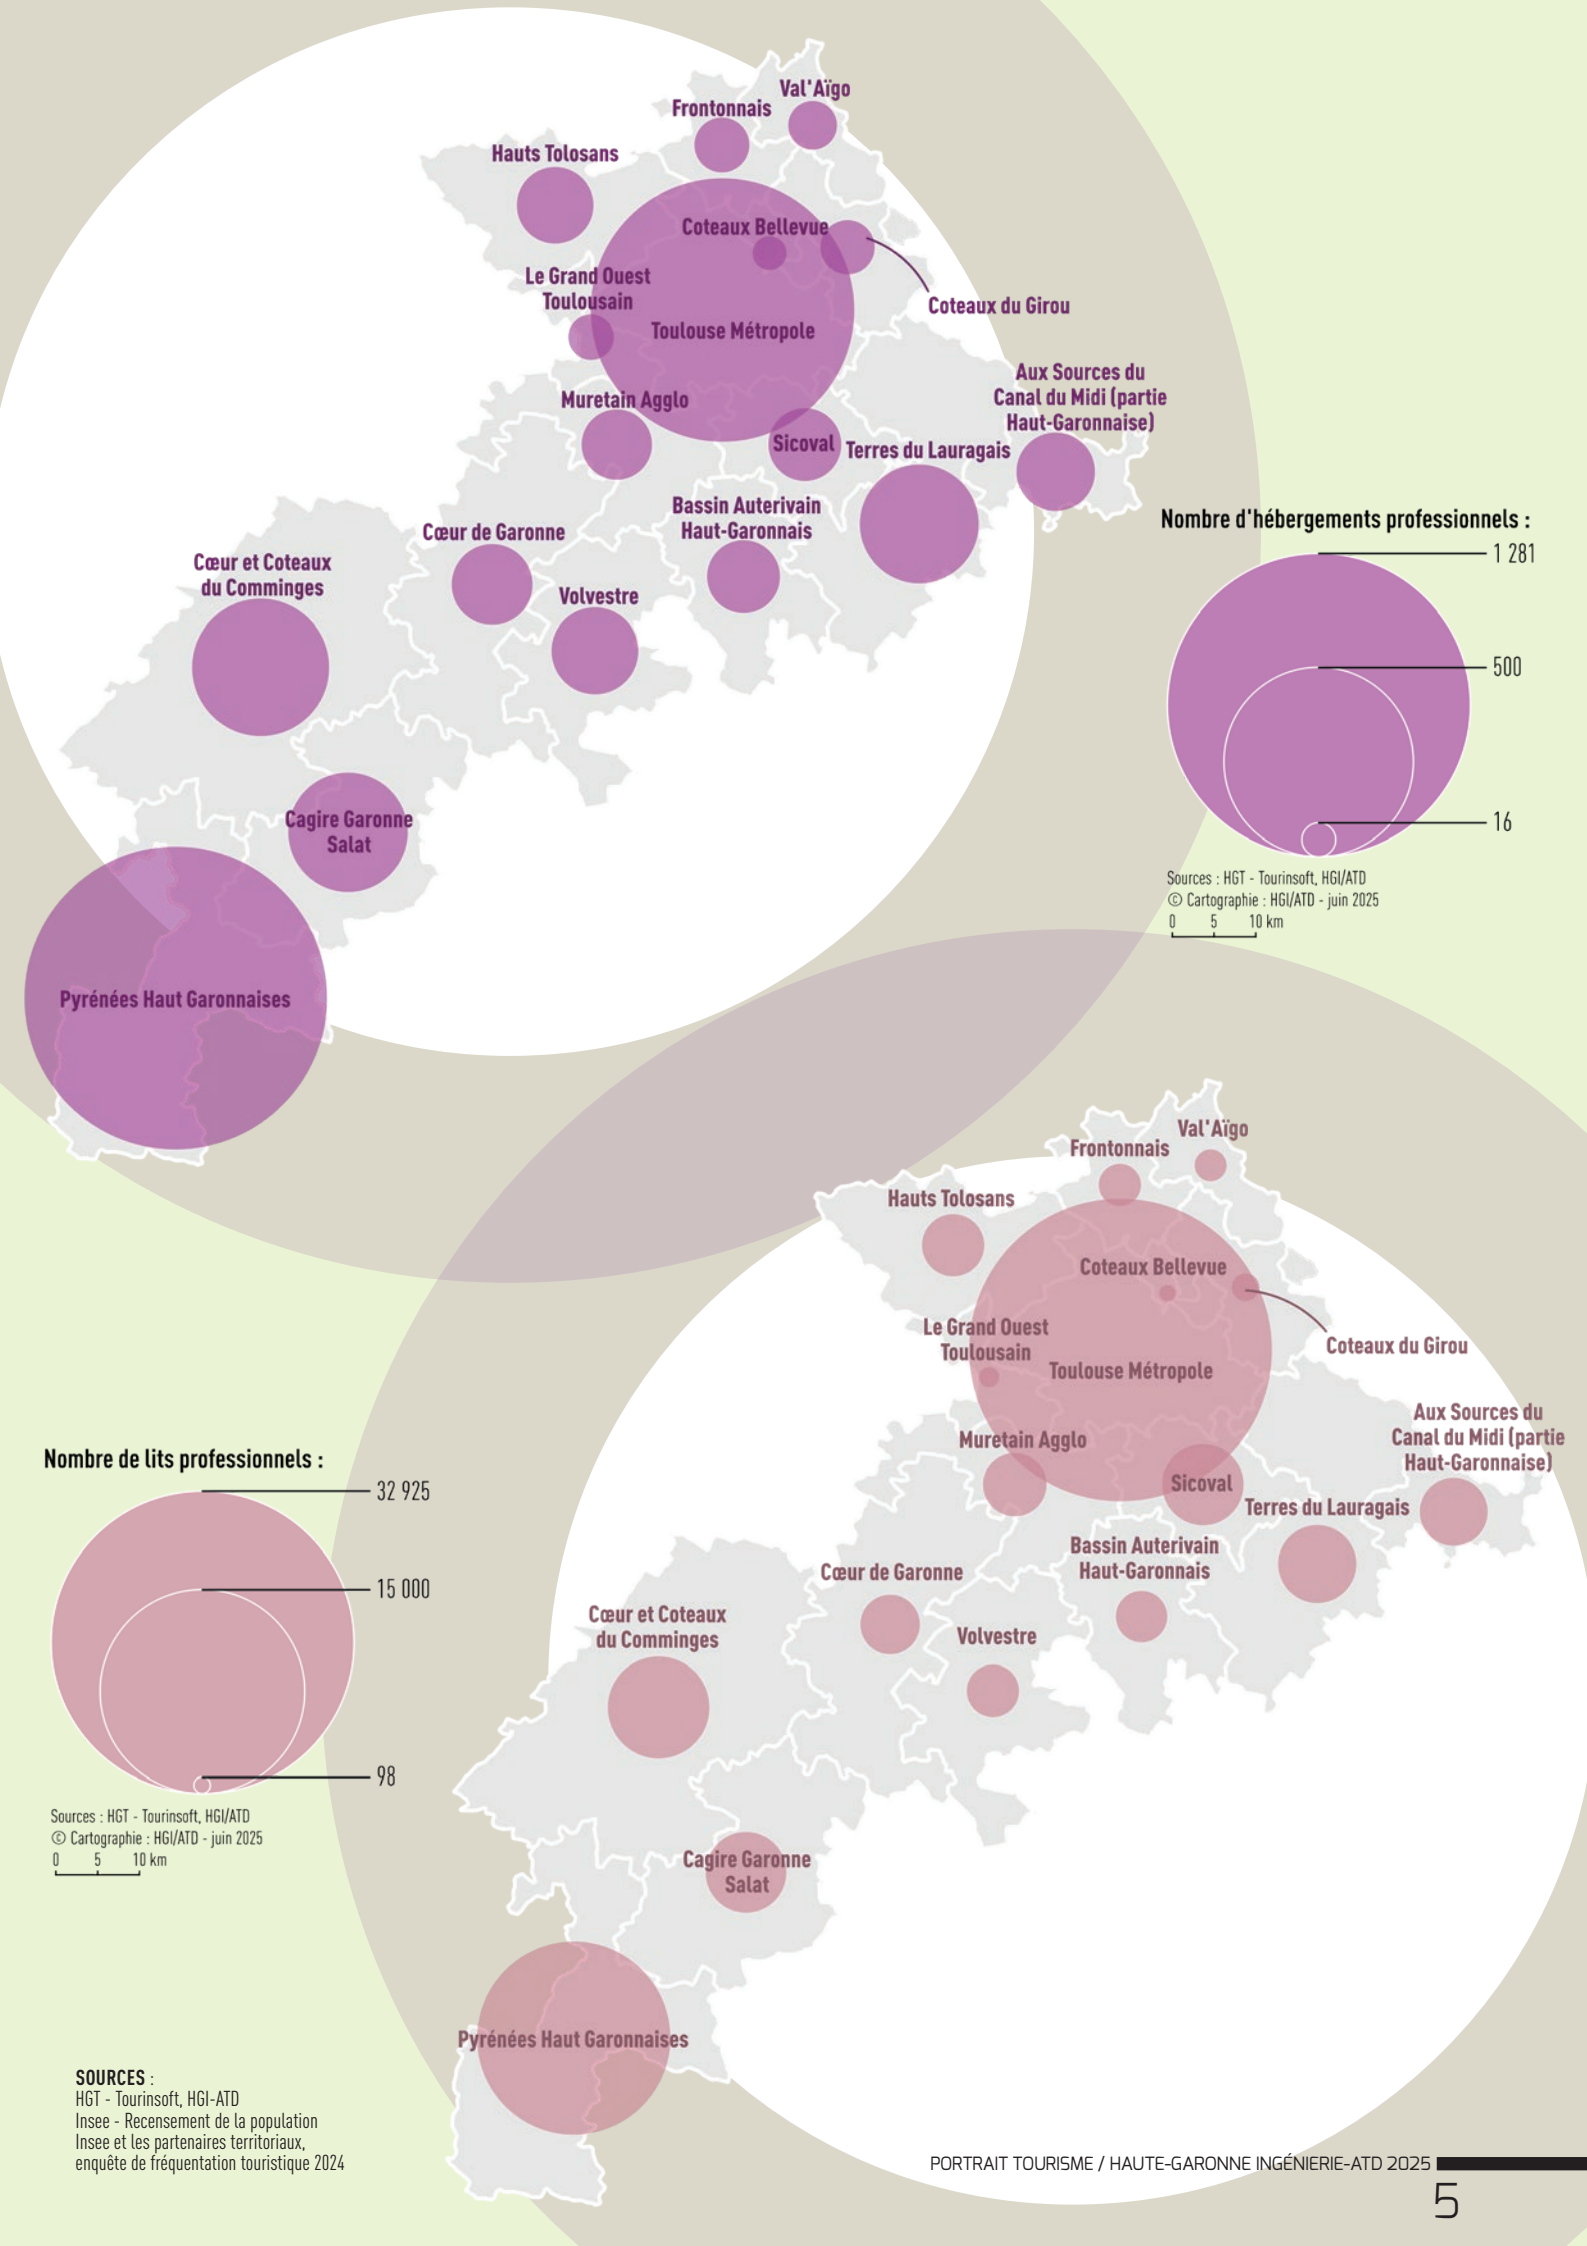 Val'Aïgo
Frontonnais
Hauts Tolosans
Coteaux Bellevue
Le Grand Ouest
Toulousain
Coteaux du Girou
Toulouse Métropole
Aux Sources du
Canal du Midi (partie
Haut-Garonnaise)
Muretain Agglo
Sicoval
Terres du Lauragais
Bassin Auterivain
Haut-Garonnais
Cœur de Garonne
Cœur et Coteaux
du Comminges
Volvestre
Cagire Garonne
Salat
Pyrénées Haut Garonnaises
Nombre d'hébergements professionnels :
1 281
500
16
Sources : HGT - Tourinsoft, HGI/ATD
© Cartographie : HGI/ATD - juin 2025
0 5 10 km
Val'Aïgo
Frontonnais
Hauts Tolosans
Coteaux Bellevue
Le Grand Ouest
Toulousain
Coteaux du Girou
Toulouse Métropole
Aux Sources du
Canal du Midi (partie
Haut-Garonnaise)
Muretain Agglo
Sicoval
Terres du Lauragais
Bassin Auterivain
Haut-Garonnais
Cœur de Garonne
Cœur et Coteaux
du Comminges
Volvestre
Cagire Garonne
Salat
Pyrénées Haut Garonnaises
Nombre de lits professionnels :
32 925
15 000
98
Sources : HGT - Tourinsoft, HGI/ATD
© Cartographie : HGI/ATD - juin 2025
0 5 10 km
SOURCES :
HGT - Tourinsoft, HGI-ATD
Insee - Recensement de la population
Insee et les partenaires territoriaux,
enquête de fréquentation touristique 2024
PORTRAIT TOURISME / HAUTE-GARONNE INGÉNIERIE-ATD 2025
5